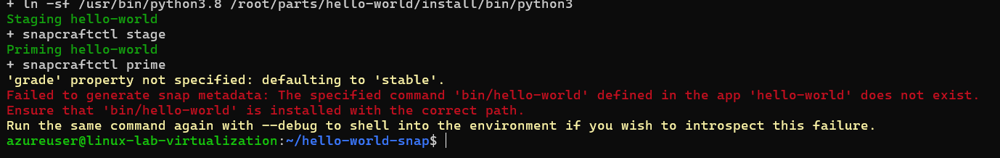 + ln -sf /usr/bin/python3.8 /root/parts/hello-world/install/bin/python3
Staging hello-world
+ snapcraftctl stage
Priming hello-world
+ snapcraftctl prime
'grade' property not specified: defaulting to 'stable'.
Failed to generate snap metadata: The specified command 'bin/hello-world' defined in the app 'hello-world' does not exist.
Ensure that 'bin/hello-world' is installed with the correct path.
Run the same command again with --debug to shell into the environment if you wish to introspect this failure.
azureuser@linux-lab-virtualization:~/hello-world-snap$